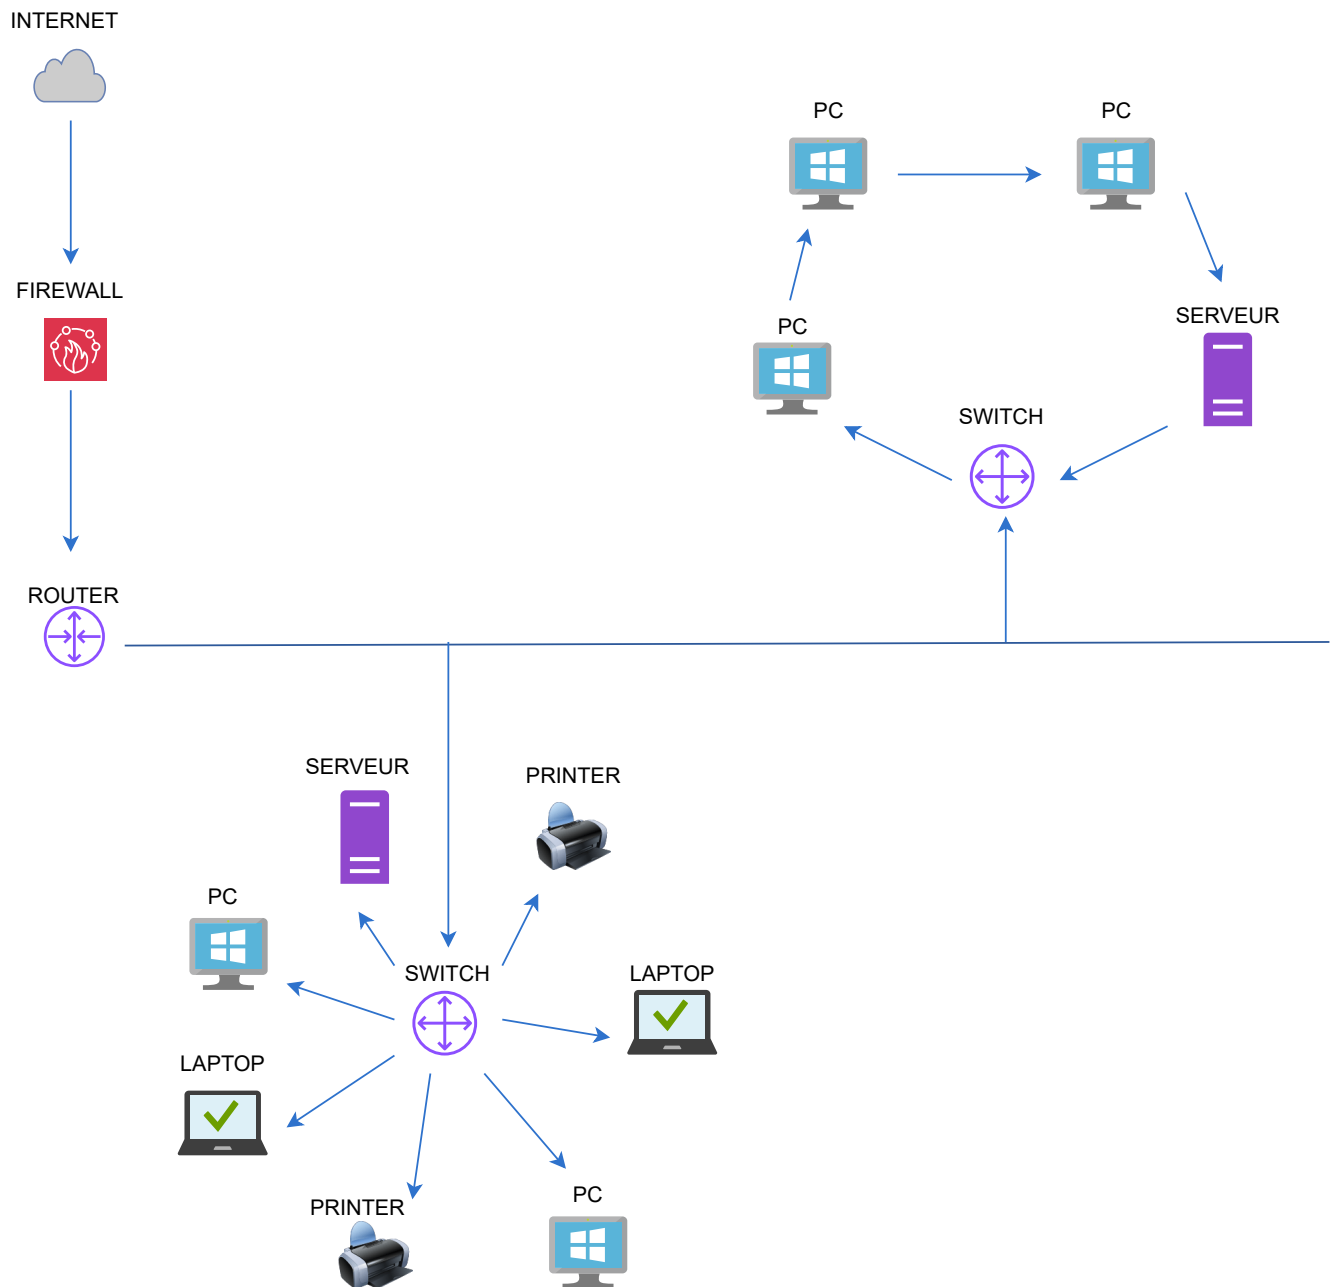 INTERNET
PC
PC
FIREWALL
SERVEUR
PC
SWITCH
ROUTER
SERVEUR
PRINTER
PC
SWITCH
LAPTOP
LAPTOP
PC
PRINTER